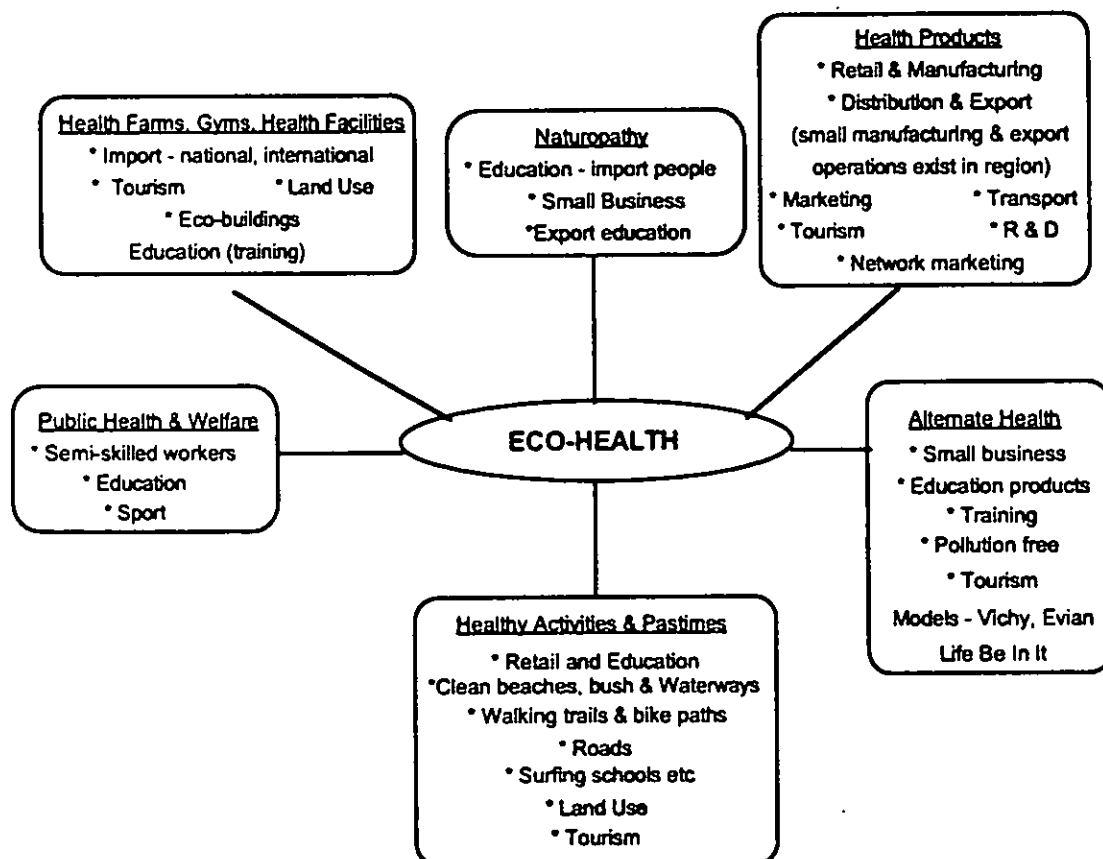 Health Farms, Gyms, Health Facilities
* Import - national, international
* Tourism * Land Use
* Eco-buildings
Education (training)
Naturopathy
* Education - import people
* Small Business
*Export education
Health Products
* Retail & Manufacturing
* Distribution & Export
(small manufacturing & export
operations exist in region)
* Marketing * Transport
* Tourism * R & D
* Network marketing
Public Health & Welfare
* Semi-skilled workers
* Education
* Sport
ECO-HEALTH
Alternate Health
* Small business
* Education products
* Training
* Pollution free
* Tourism
Models - Vichy, Evian
Life Be In It
Healthy Activities & Pastimes
* Retail and Education
*Clean beaches, bush & Waterways
* Walking trails & bike paths
* Roads
* Surfing schools etc
* Land Use
* Tourism